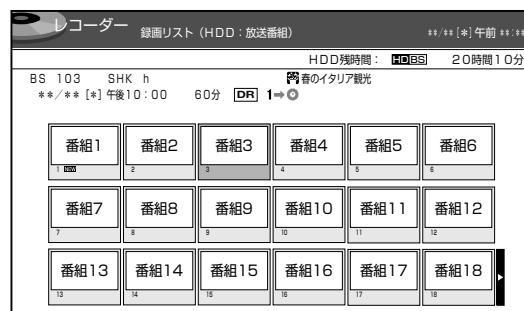 レコーダー 録画リスト（HDD：放送番組） **/** [*] 午前 **:**
HDD残時間： HD BS 20時間10分
BS 103 SHK h 春のイタリア観光
**/** [*] 午後10：00 60分 DR 1⇒
番組1 番組2 番組3 番組4 番組5 番組6
1 NEW 2 3 4 5 6
番組7 番組8 番組9 番組10 番組11 番組12
7 8 9 10 11 12
番組13 番組14 番組15 番組16 番組17 番組18
13 14 15 16 17 18